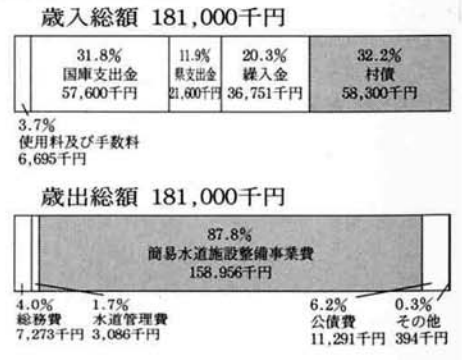 歳入総額 181,000千円
31.8%
国庫支出金
57,600千円
11.9%
県支出金
21,600千円
20.3%
繰入金
36,751千円
32.2%
村債
58,300千円
3.7%
使用料及び手数料
6,695千円
歳出総額 181,000千円
87.8%
簡易水道施設整備事業費
158,956千円
4.0%
総務費
7,273千円
1.7%
水道管理費
3,086千円
6.2%
公債費
11,291千円
0.3%
その他
394千円